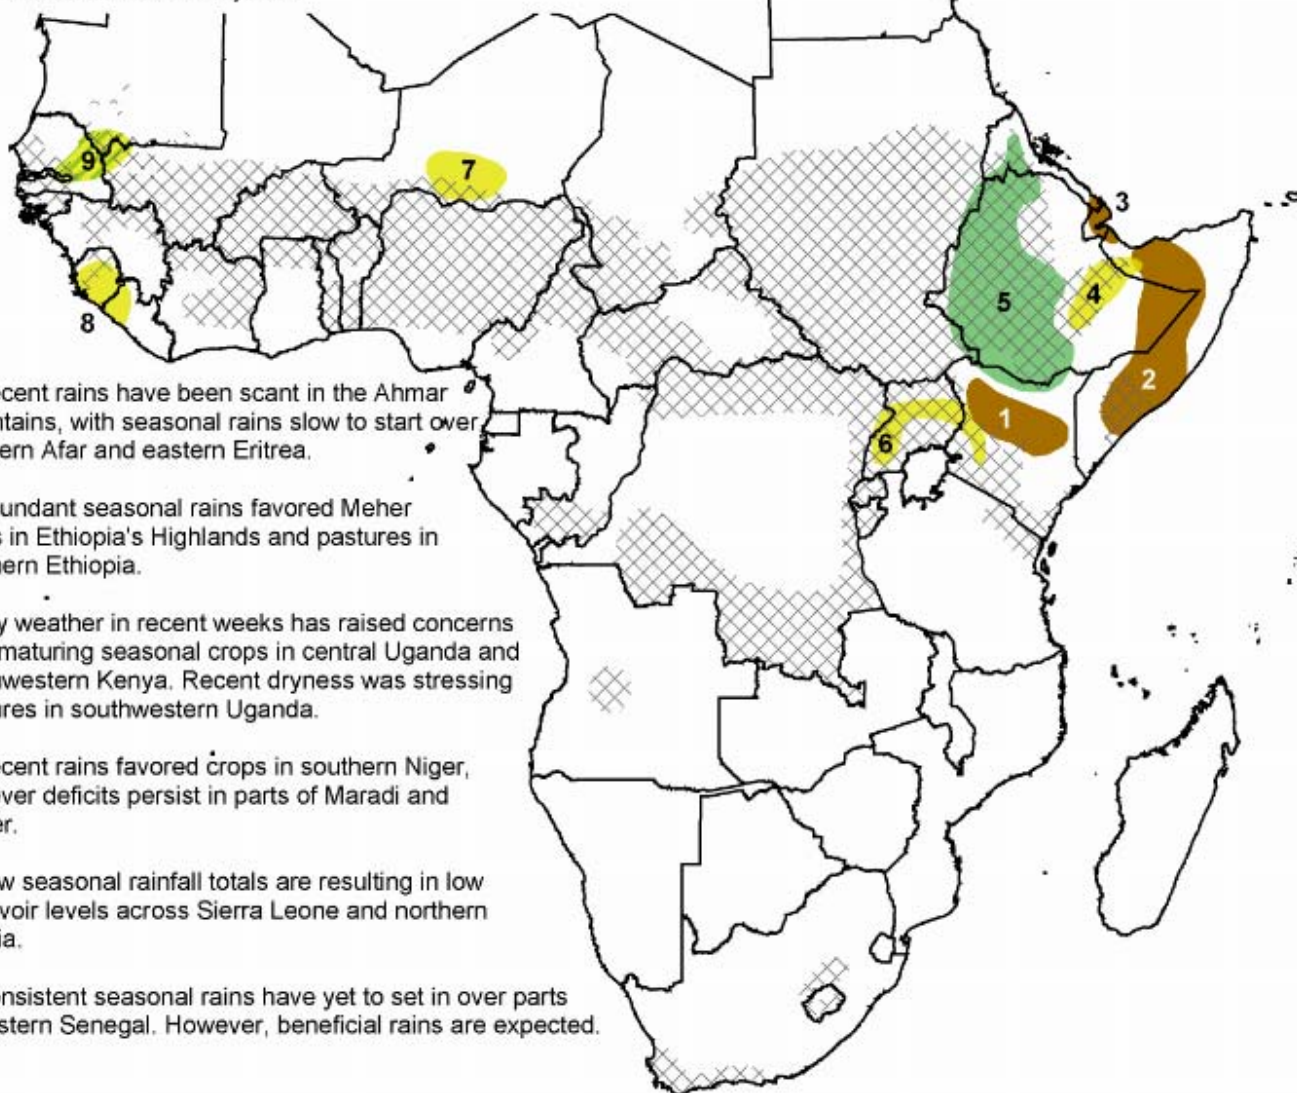 9
7
3
4
5
8
2
1
6
ecent rains have been scant in the Ahmar
ntains, with seasonal rains slow to start over
ern Afar and eastern Eritrea.
undant seasonal rains favored Meher
s in Ethiopia's Highlands and pastures in
ern Ethiopia.
y weather in recent weeks has raised concerns
maturing seasonal crops in central Uganda and
western Kenya. Recent dryness was stressing
ures in southwestern Uganda.
ecent rains favored crops in southern Niger,
ever deficits persist in parts of Maradi and
er.
w seasonal rainfall totals are resulting in low
voir levels across Sierra Leone and northern
ia.
onsistent seasonal rains have yet to set in over parts
stern Senegal. However, beneficial rains are expected.